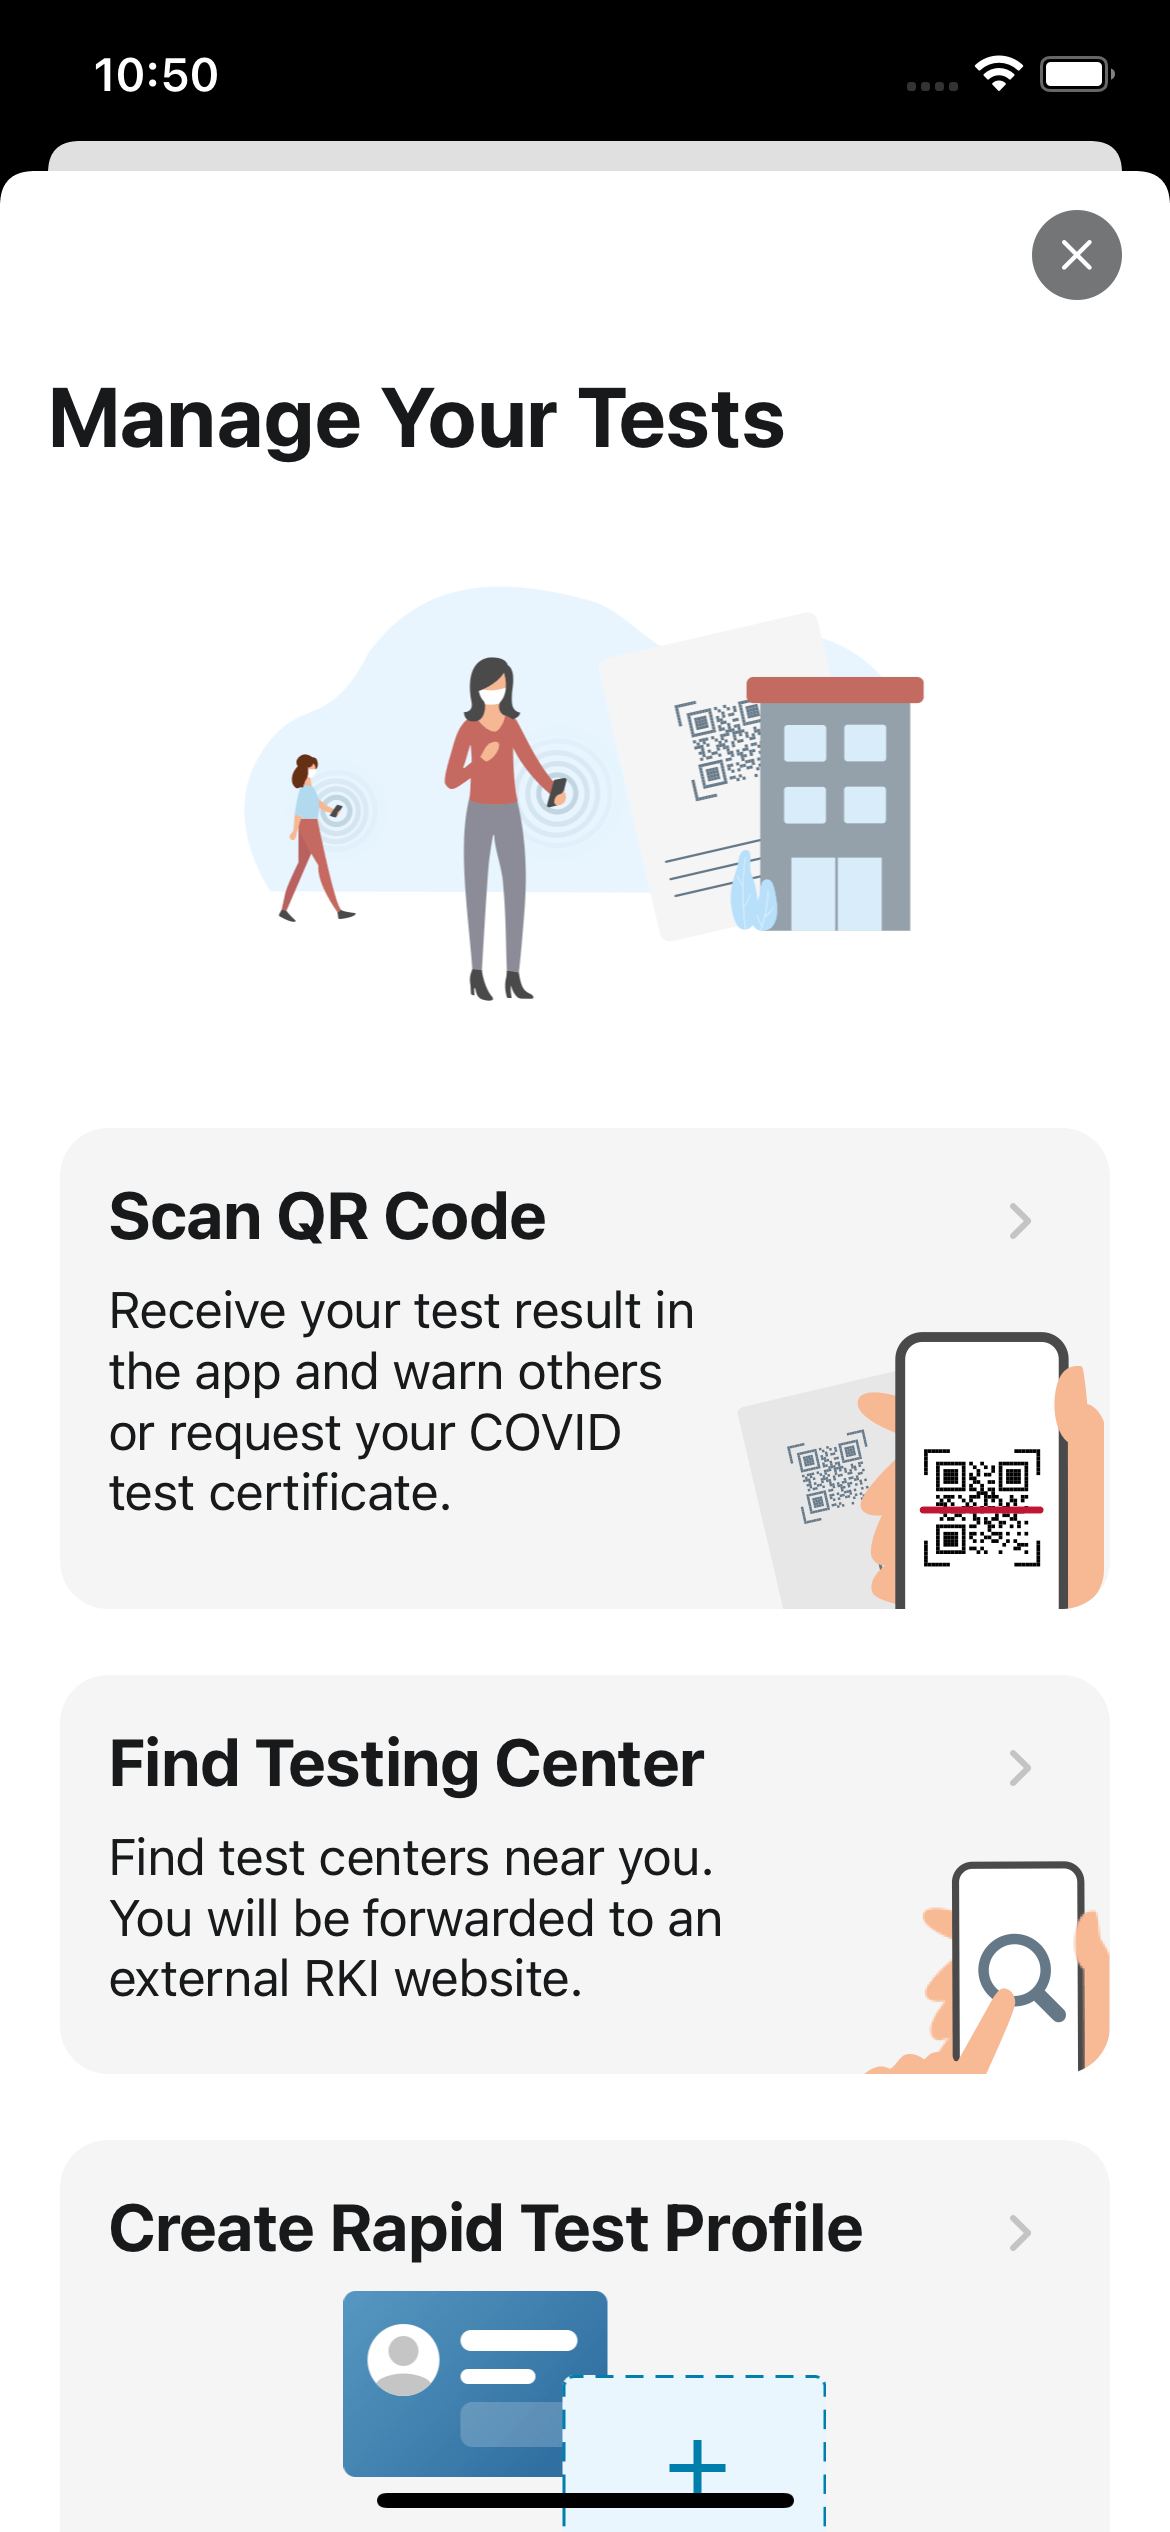 10:50
Manage Your Tests
Scan QR Code
Receive your test result in
the app and warn others
or request your COVID
test certificate.
Find Testing Center
Find test centers near you.
You will be forwarded to an
external RKI website.
Create Rapid Test Profile